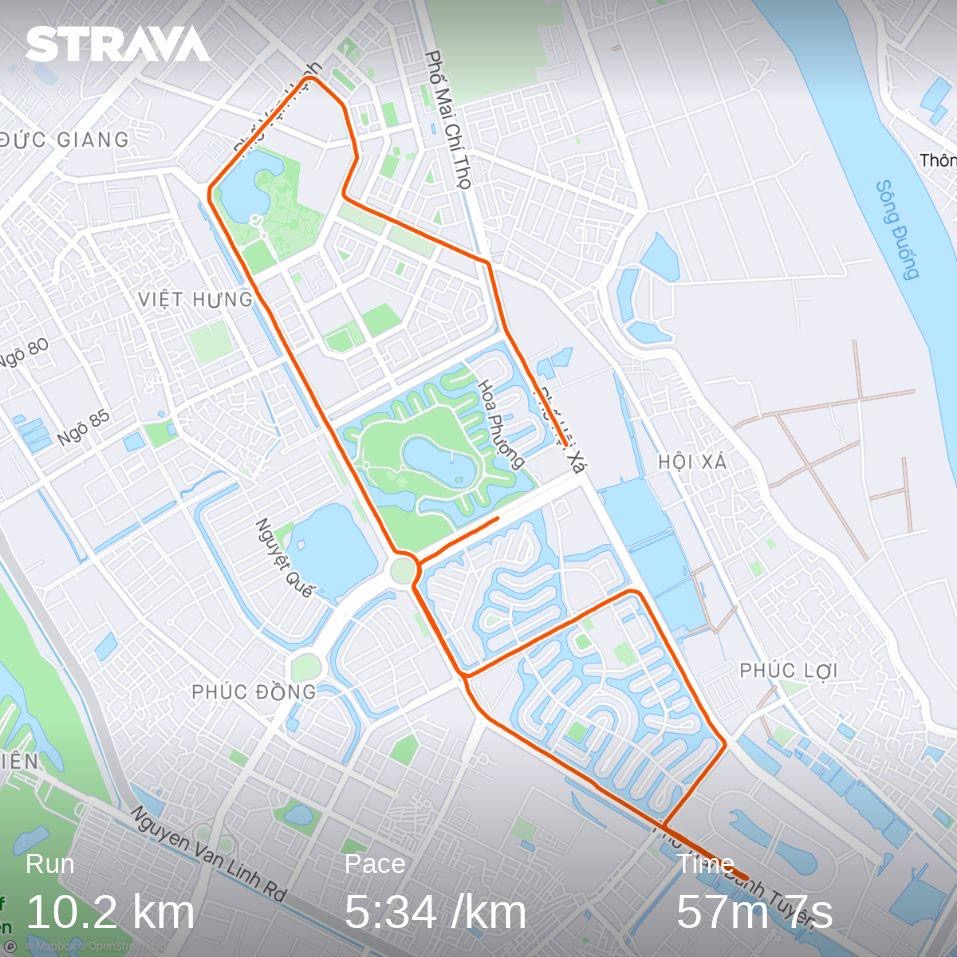 STRAVA
Phố Mai Chí Thọ
ĐỨC GIANG
Thôn
Sông Đuống
VIỆT HƯNG
Ngõ 80
Ngõ 85
Hoa Phượng
Phố Hội Xá
HỘI XÁ
Nguyệt Quế
PHÚC LỢI
PHÚC ĐỒNG
IÊN
Nguyen Van Linh Rd
Run
Pace
Time
10.2 km
5:34 /km
57m 7s
© Mapbox © OpenStreetMap